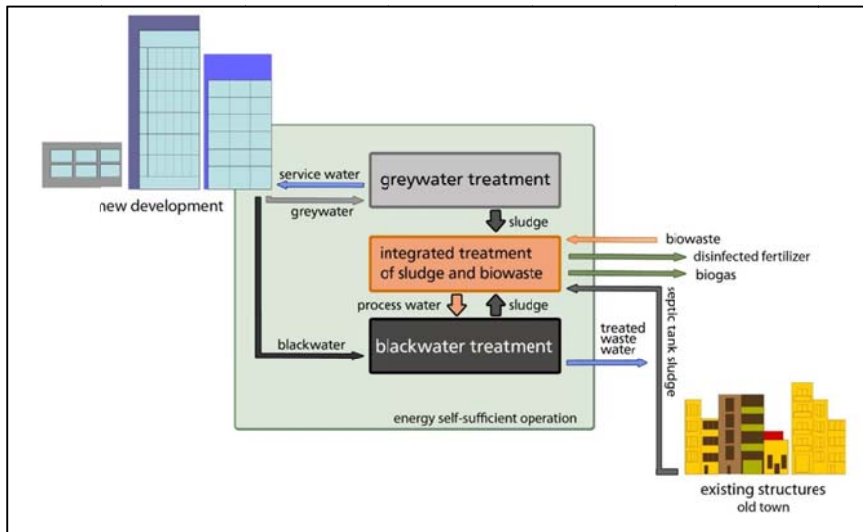 new development
service water
greywater
greywater treatment
sludge
integrated treatment
of sludge and biowaste
biowaste
disinfected fertilizer
biogas
process water
sludge
blackwater
blackwater treatment
treated
waste
water
septic tank sludge
energy self-sufficient operation
existing structures
old town